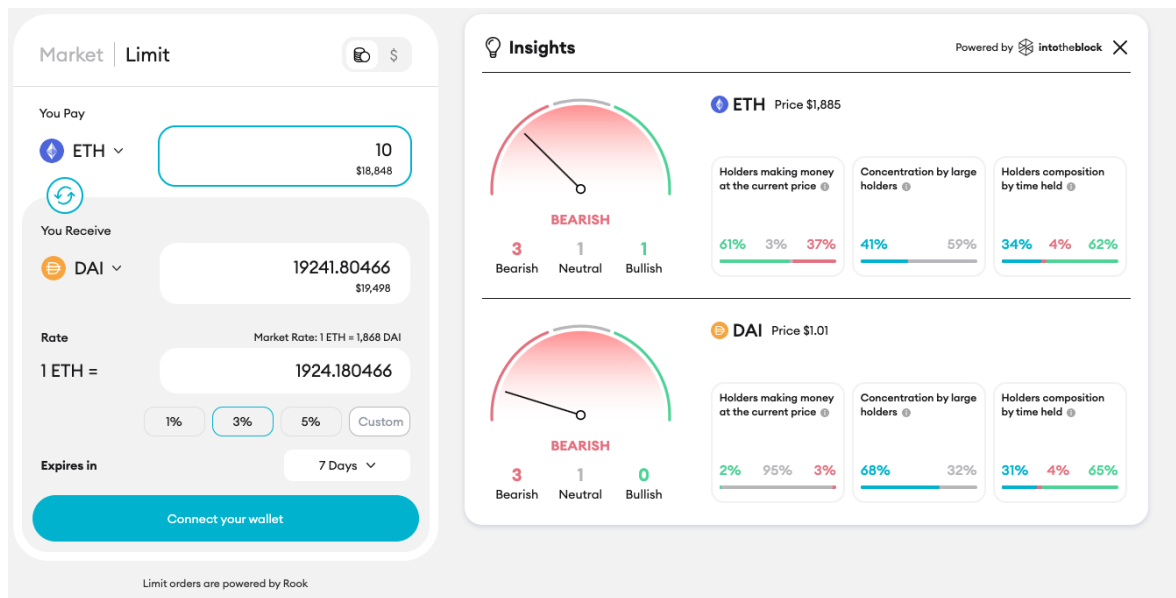 Market | Limit
$
You Pay
ETH
10
$18,848
You Receive
DAI
19241.80466
$19,498
Rate
Market Rate: 1 ETH = 1,868 DAI
1 ETH =
1924.180466
1%
3%
5%
Custom
Expires in
7 Days
Connect your wallet
Limit orders are powered by Rook
Insights
Powered by intotheblock
BEARISH
3 1 1
Bearish Neutral Bullish
ETH Price $1,885
Holders making money
at the current price
61% 3% 37%
Concentration by large
holders
41% 59%
Holders composition
by time held
34% 4% 62%
BEARISH
3 1 0
Bearish Neutral Bullish
DAI Price $1.01
Holders making money
at the current price
2% 95% 3%
Concentration by large
holders
68% 32%
Holders composition
by time held
31% 4% 65%